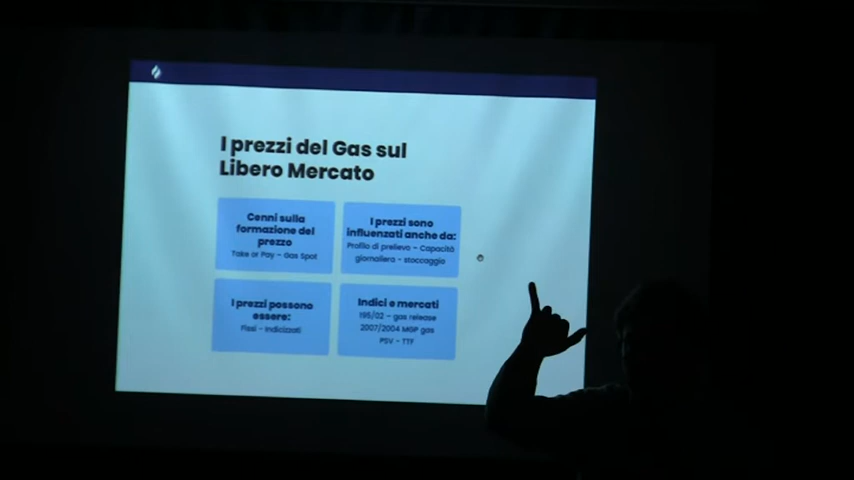 I prezzi del Gas sul
Libero Mercato
Cenni sulla
formazione del
prezzo
Take or Pay - Gas Spot
I prezzi sono
influenzati anche da:
Profilo di prelievo - Capacità
giornaliera - stoccaggio
I prezzi possono
essere:
Fissi - Indicizzati
Indici e mercati
195/02 - gas release
2007/2004 MGP gas
PSV - TTF